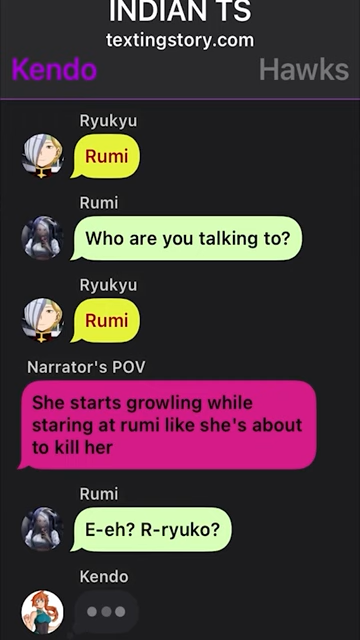 INDIAN TS
textingstory.com
Kendo Hawks
Ryukyu
Rumi
Rumi
Who are you talking to?
Ryukyu
Rumi
Narrator's POV
She starts growling while
staring at rumi like she's about
to kill her
Rumi
E-eh? R-ryuko?
Kendo